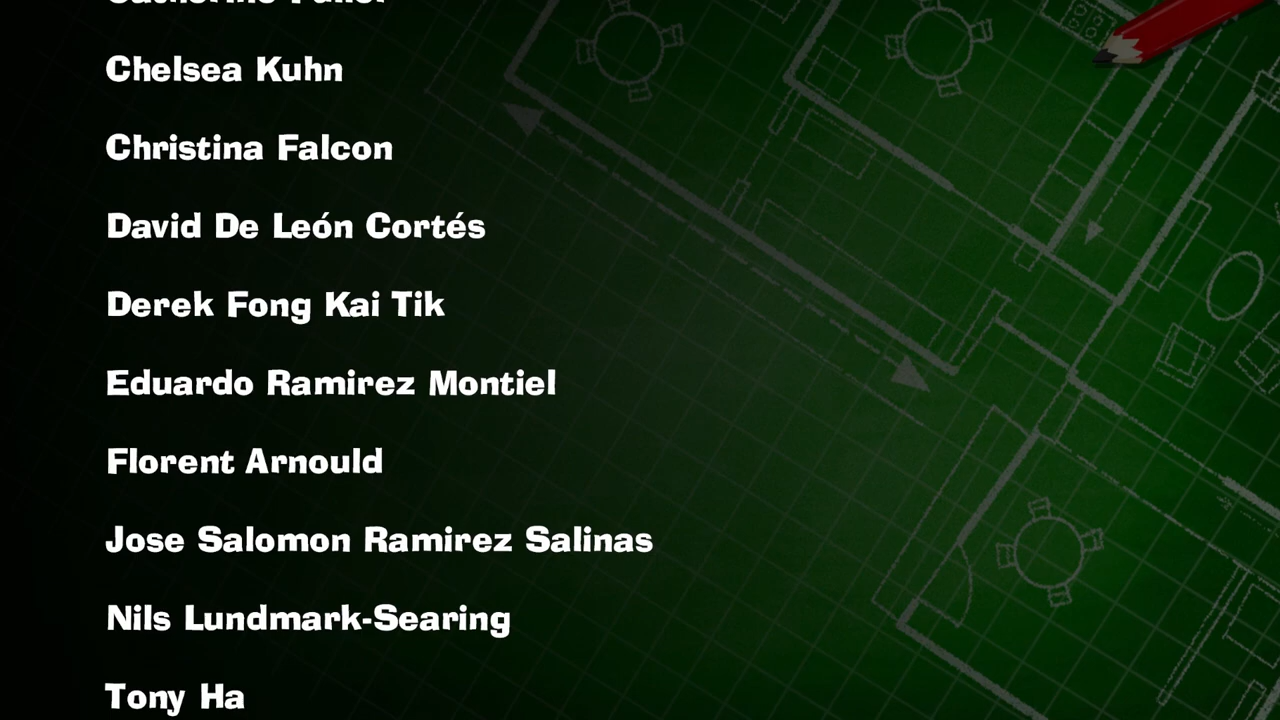 Chelsea Kuhn
Christina Falcon
David De León Cortés
Derek Fong Kai Tik
Eduardo Ramirez Montiel
Florent Arnould
Jose Salomon Ramirez Salinas
Nils Lundmark-Searing
Tony Ha